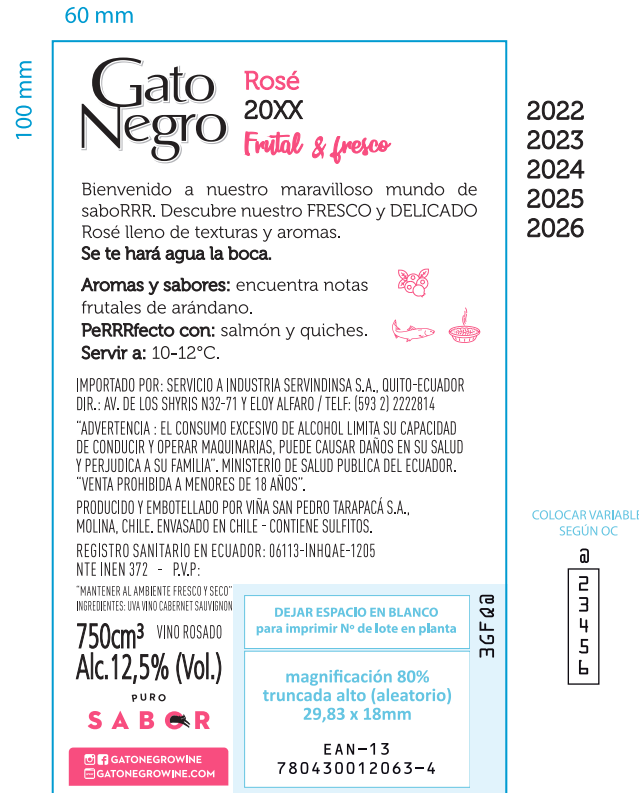 60 mm
100 mm
Gato
Negro
Rosé
20XX
Frutal & fresco
Bienvenido a nuestro maravilloso mundo de
saboRRR. Descubre nuestro FRESCO y DELICADO
Rosé lleno de texturas y aromas.
Se te hará agua la boca.
Aromas y sabores: encuentra notas
frutales de arándano.
PeRRRfecto con: salmón y quiches.
Servir a: 10-12°C.
IMPORTADO POR: SERVICIO A INDUSTRIA SERVINDINSA S.A., QUITO-ECUADOR
DIR.: AV. DE LOS SHYRIS N32-71 Y ELOY ALFARO / TELF: (593 2) 2222814
"ADVERTENCIA : EL CONSUMO EXCESIVO DE ALCOHOL LIMITA SU CAPACIDAD
DE CONDUCIR Y OPERAR MAQUINARIAS, PUEDE CAUSAR DAÑOS EN SU SALUD
Y PERJUDICA A SU FAMILIA". MINISTERIO DE SALUD PUBLICA DEL ECUADOR.
"VENTA PROHIBIDA A MENORES DE 18 AÑOS".
PRODUCIDO Y EMBOTELLADO POR VIÑA SAN PEDRO TARAPACÁ S.A.,
MOLINA, CHILE. ENVASADO EN CHILE - CONTIENE SULFITOS.
REGISTRO SANITARIO EN ECUADOR: 06113-INHQAE-1205
NTE INEN 372 - P.V.P:
"MANTENER AL AMBIENTE FRESCO Y SECO"
INGREDIENTES: UVA VINO CABERNET SAUVIGNON
750cm³ VINO ROSADO
Alc.12,5% (Vol.)
PURO
SABOR
GATONEGROWINE
GATONEGROWINE.COM
DEJAR ESPACIO EN BLANCO
para imprimir Nº de lote en planta
magnificación 80%
truncada alto (aleatorio)
29,83 x 18mm
EAN-13
780430012063-4
3GFQ@
2022
2023
2024
2025
2026
COLOCAR VARIABLE
SEGÚN OC
@
2
3
4
5
6